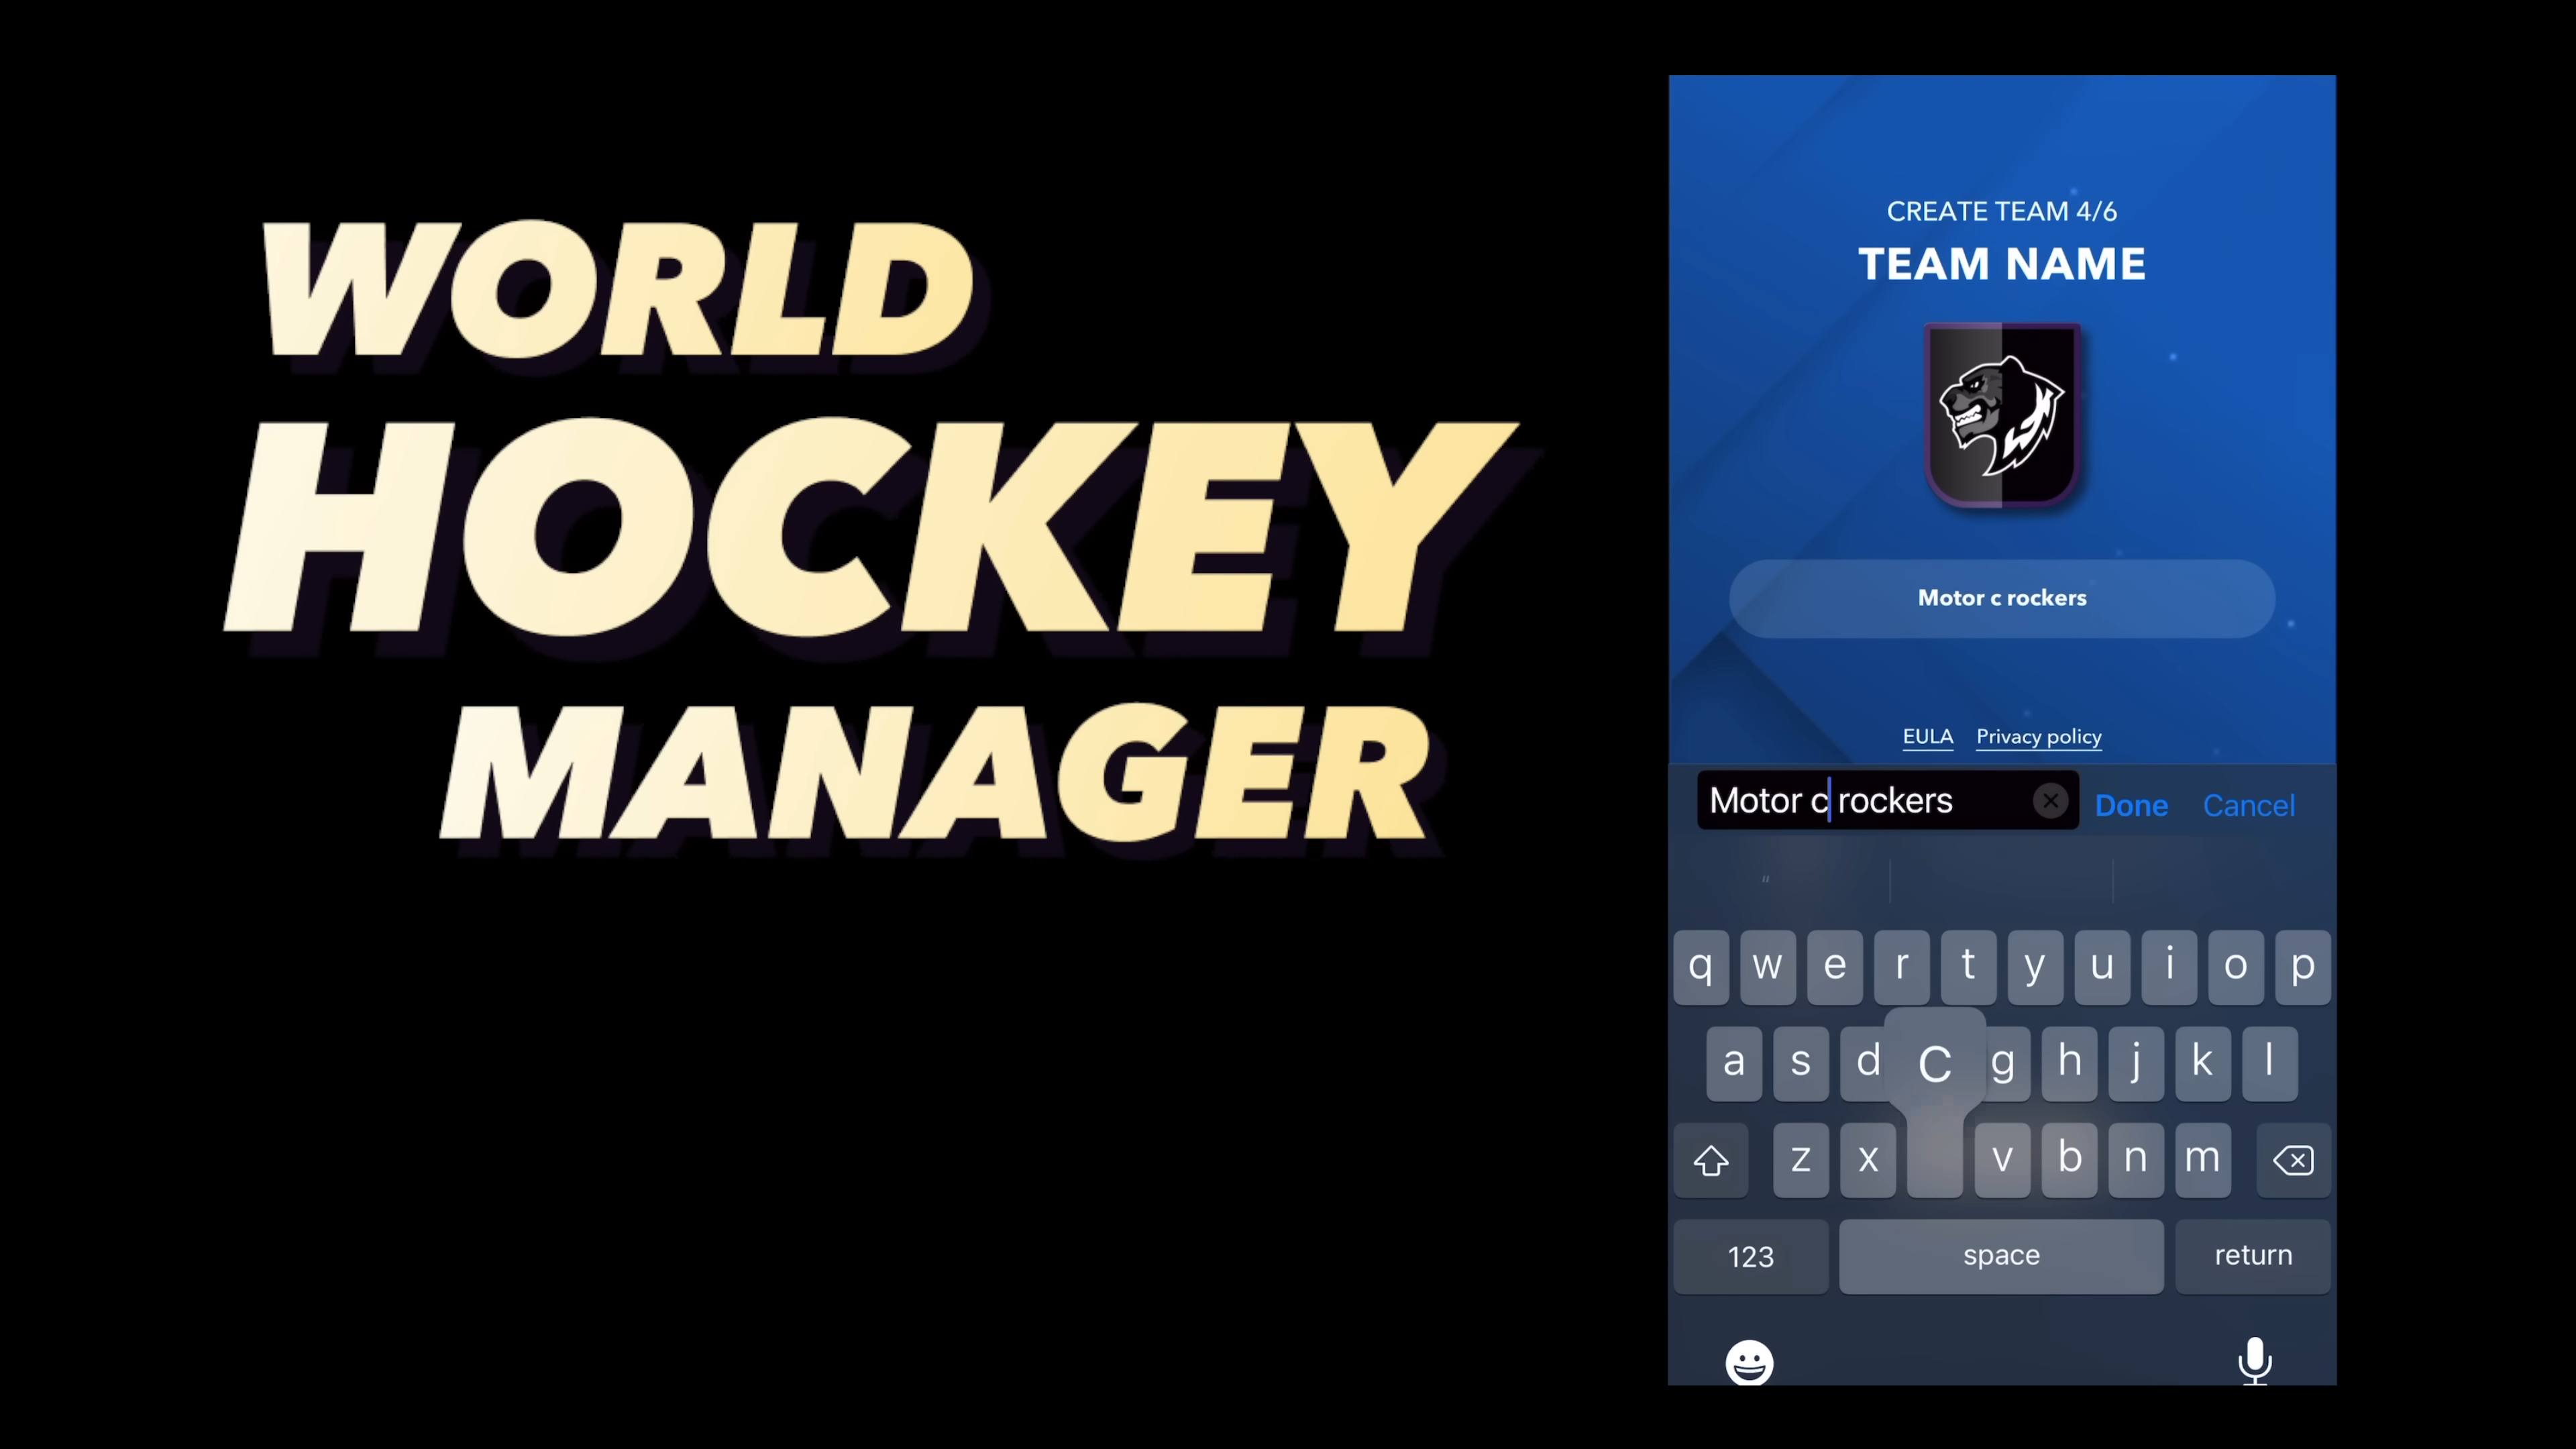 WORLD
HOCKEY
MANAGER
CREATE TEAM 4/6
TEAM NAME
Motor c rockers
EULA Privacy policy
Motor c rockers Done Cancel
“
q w e r t y u i o p
a s d c g h j k l
z x v b n m
123 space return